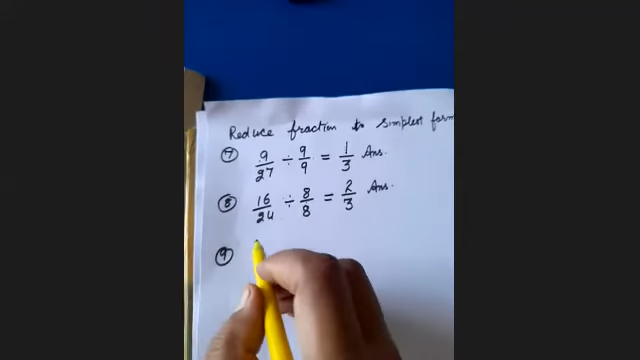 Reduce fraction to simplest form
⑦ 9/27 ÷ 9/9 = 1/3 Ans.
⑧ 16/24 ÷ 8/8 = 2/3 Ans.
⑨